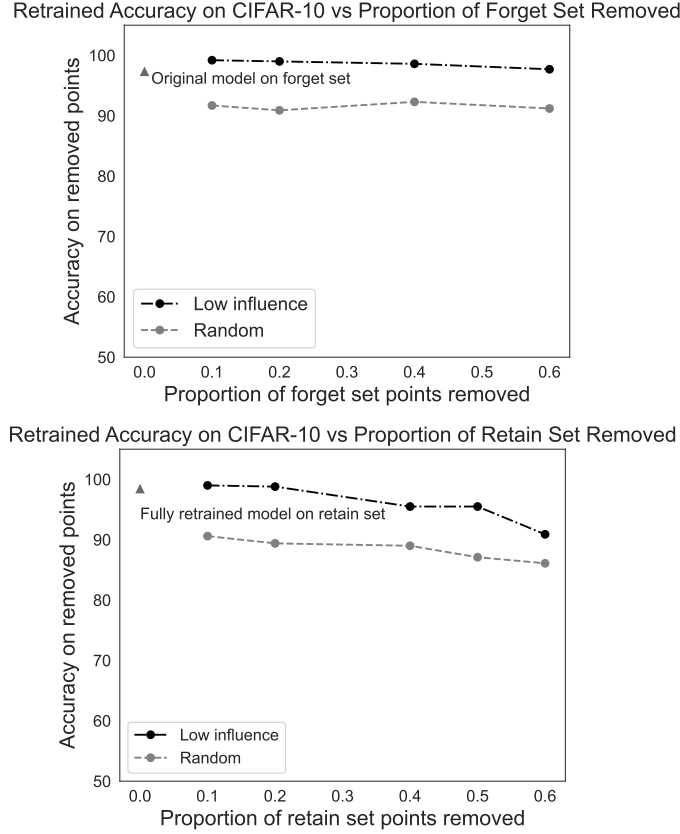 Retrained Accuracy on CIFAR-10 vs Proportion of Forget Set Removed
Accuracy on removed points
100
90
80
70
60
50
Original model on forget set
Low influence
Random
0.0 0.1 0.2 0.3 0.4 0.5 0.6
Proportion of forget set points removed
Retrained Accuracy on CIFAR-10 vs Proportion of Retain Set Removed
Accuracy on removed points
100
90
80
70
60
50
Fully retrained model on retain set
Low influence
Random
0.0 0.1 0.2 0.3 0.4 0.5 0.6
Proportion of retain set points removed